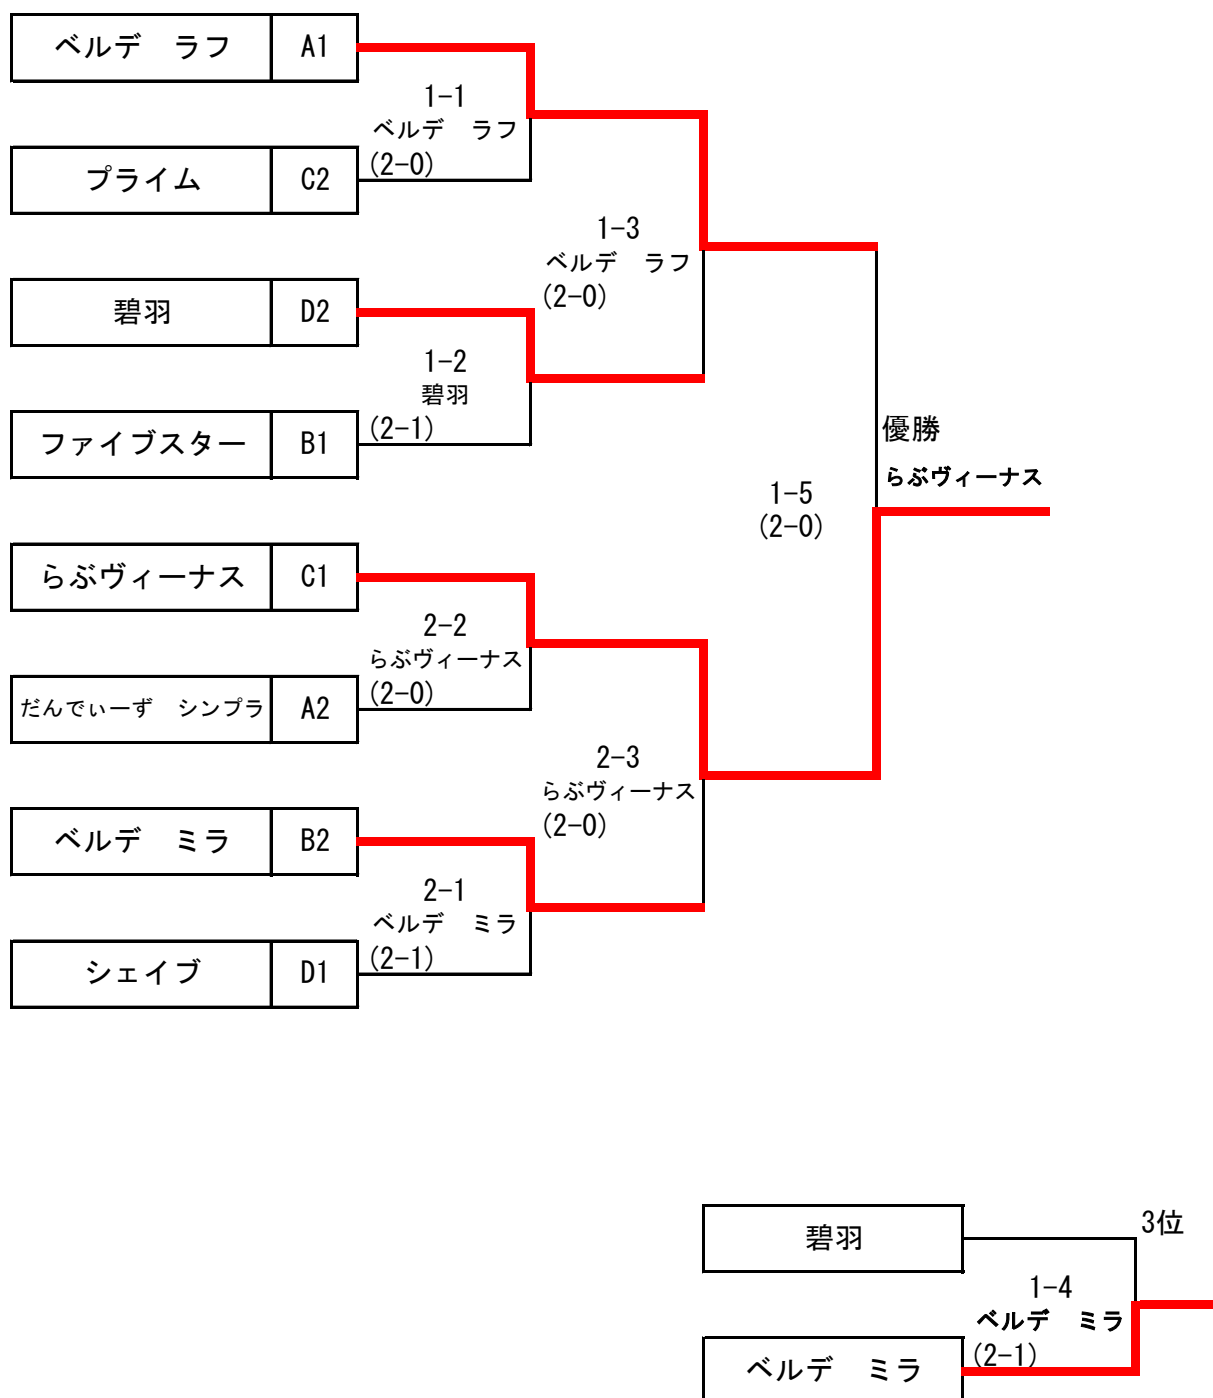 ベルデ　ラフ A1
1-1
ベルデ　ラフ
(2-0)
プライム C2
1-3
ベルデ　ラフ
(2-0)
碧羽 D2
1-2
碧羽
(2-1)
ファイブスター B1
優勝
らぶヴィーナス
1-5
(2-0)
らぶヴィーナス C1
2-2
らぶヴィーナス
(2-0)
だんでぃーず　シンプラ A2
2-3
らぶヴィーナス
(2-0)
ベルデ　ミラ B2
2-1
ベルデ　ミラ
(2-1)
シェイブ D1
碧羽
3位
1-4
ベルデ　ミラ
(2-1)
ベルデ　ミラ